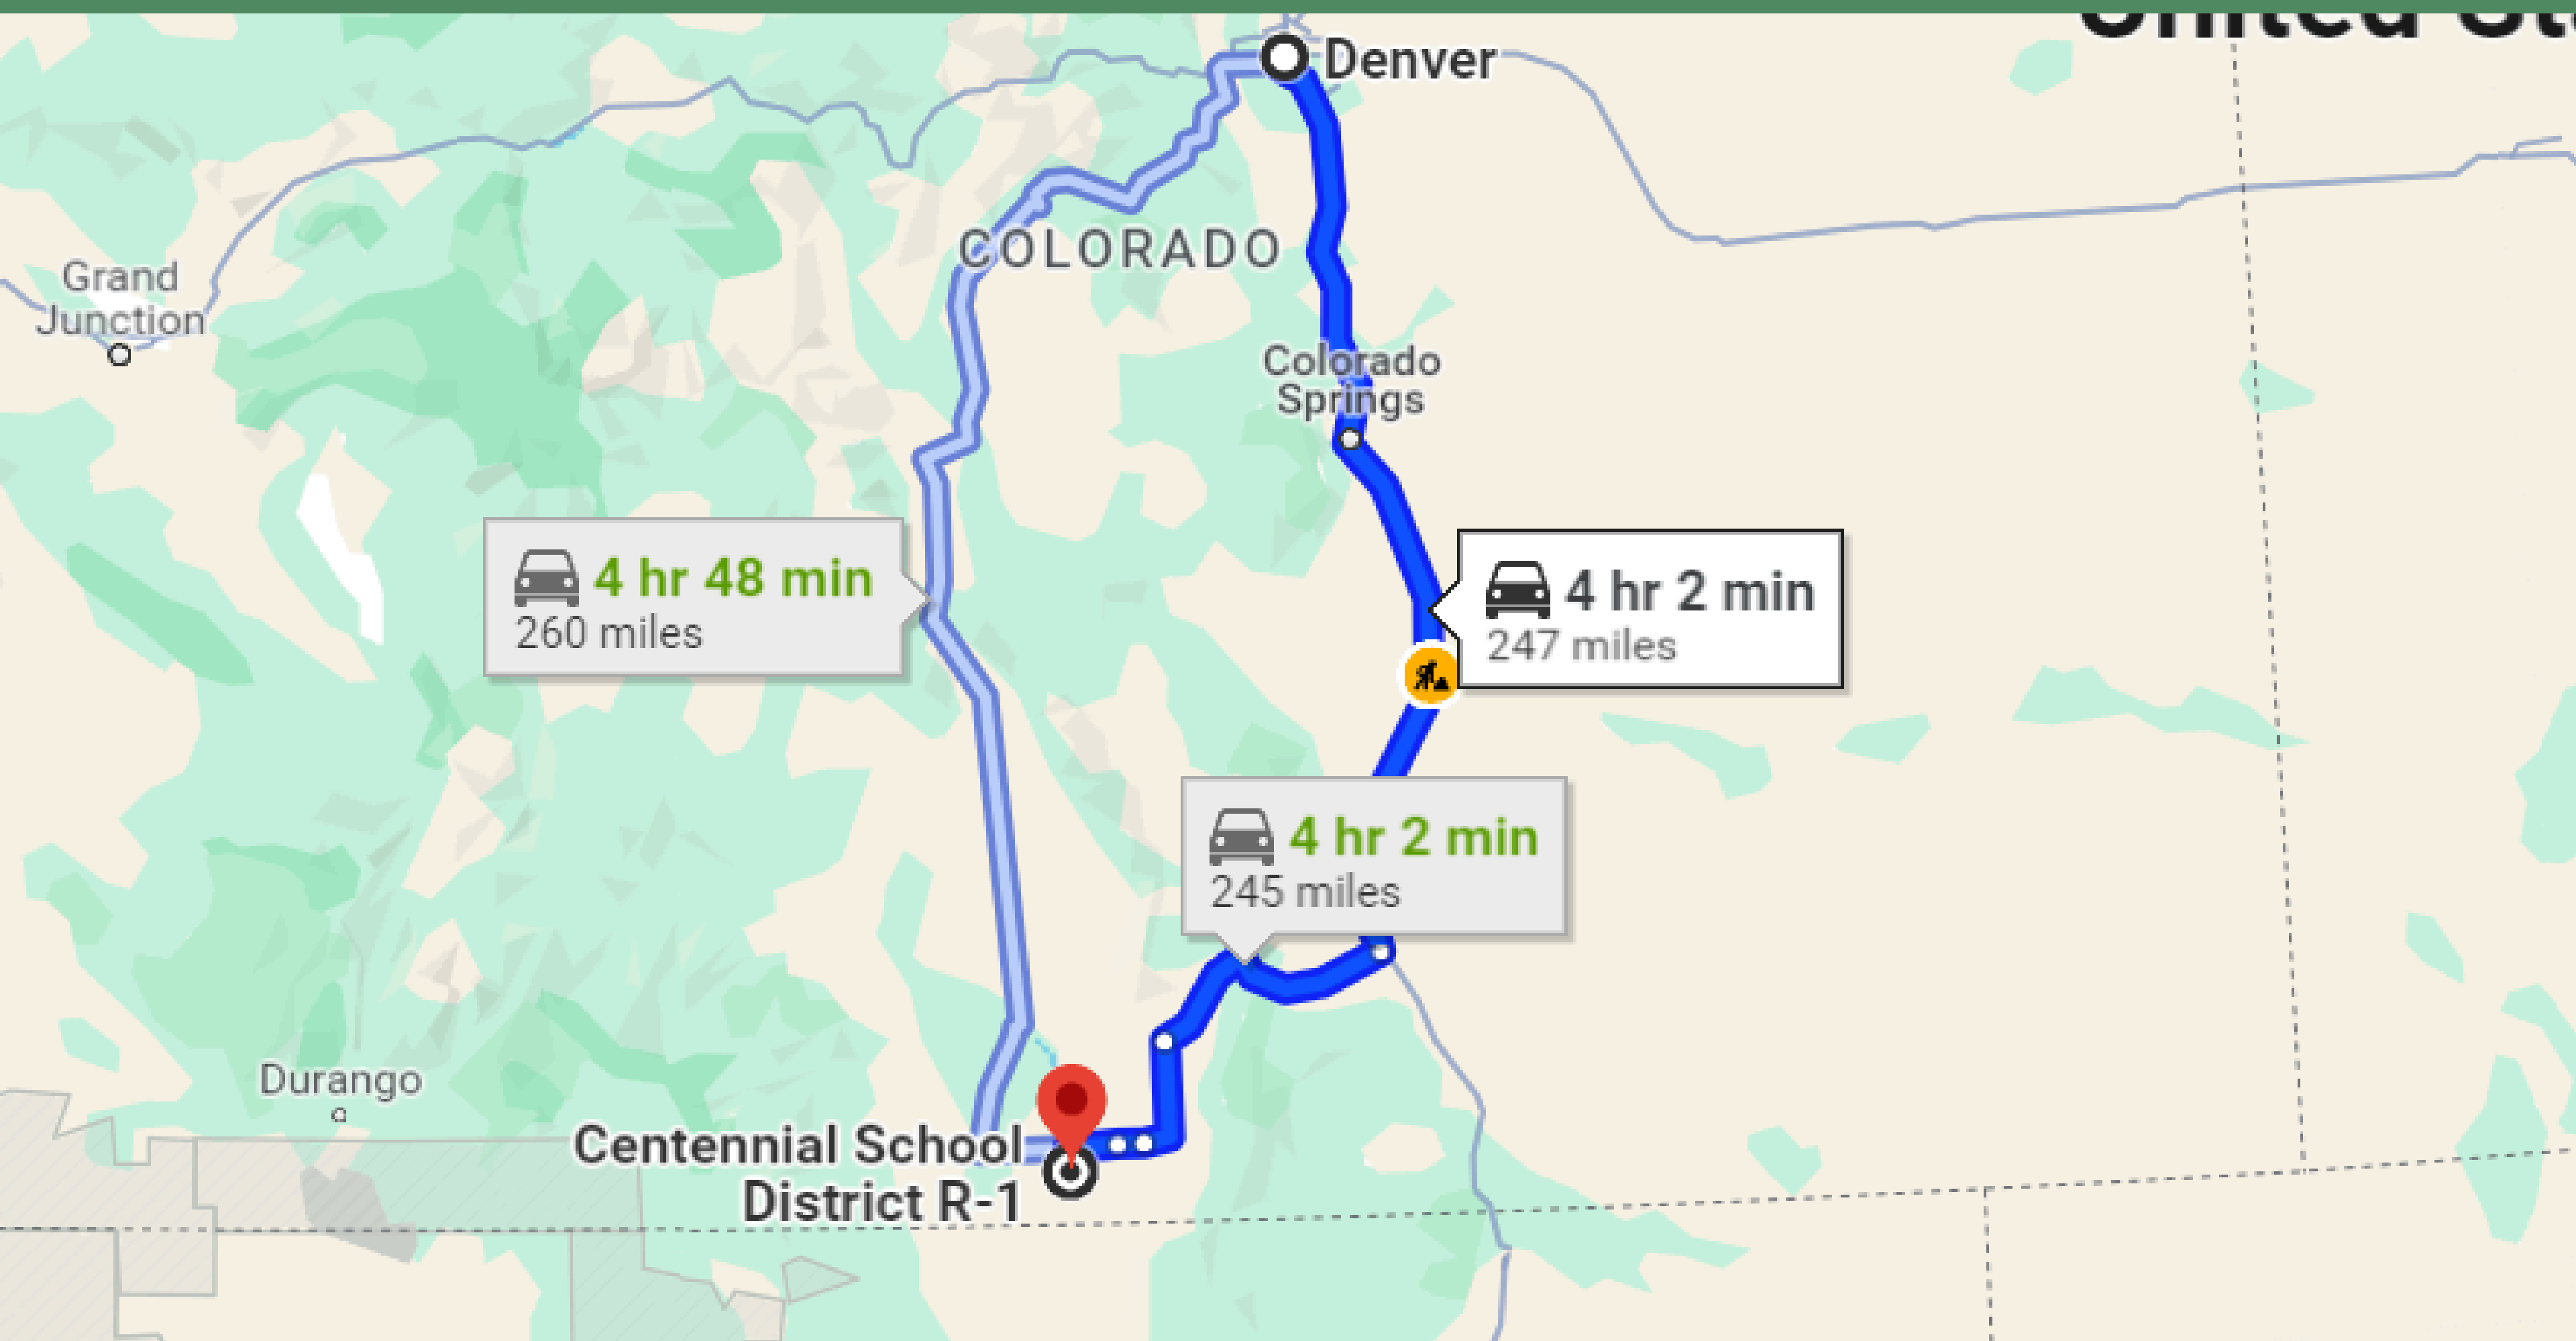 Denver
COLORADO
Grand
Junction
Colorado
Springs
4 hr 48 min
260 miles
4 hr 2 min
247 miles
4 hr 2 min
245 miles
Durango
Centennial School
District R-1